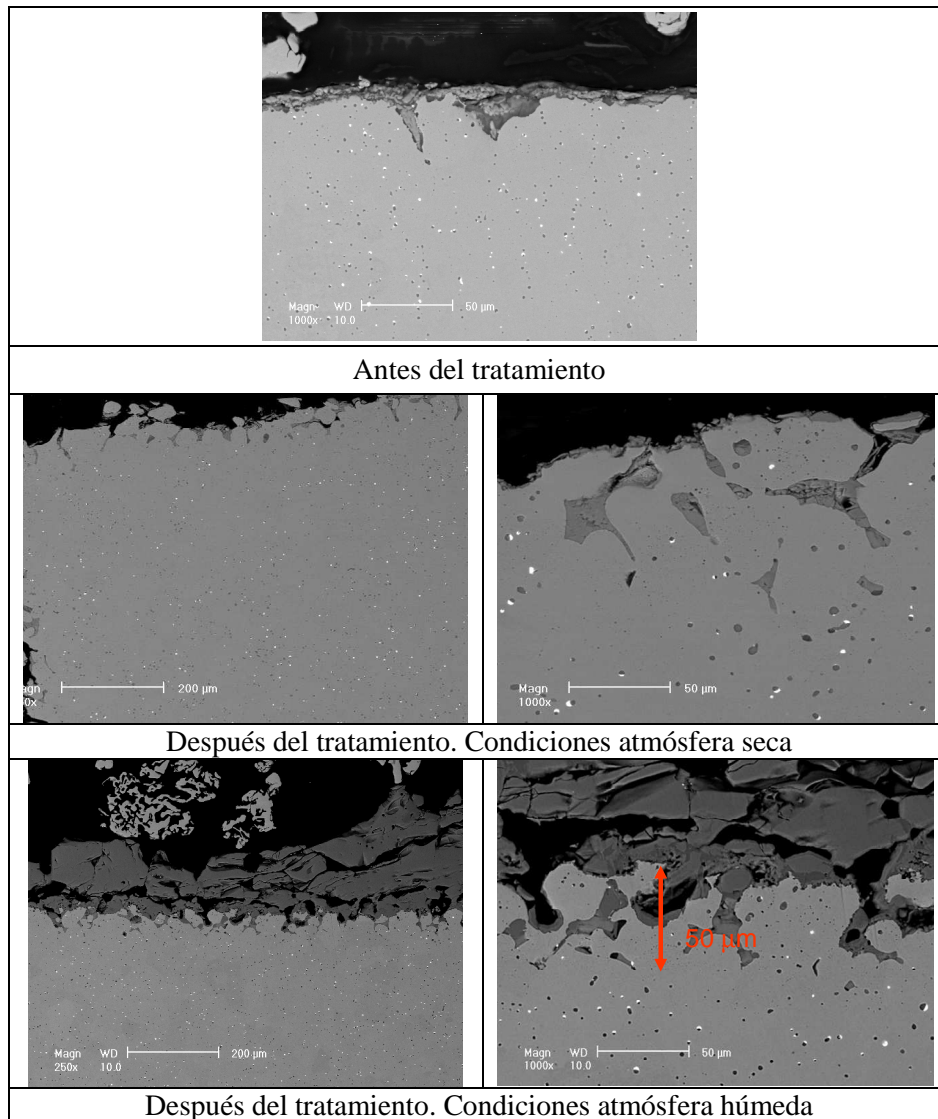 Magn WD
1000x 10.0 50 µm
Antes del tratamiento
200 µm
Magn
1000x 50 µm
Después del tratamiento. Condiciones atmósfera seca
50 µm
Magn WD
250x 10.0 200 µm
Magn WD
1000x 10.0 50 µm
Después del tratamiento. Condiciones atmósfera húmeda